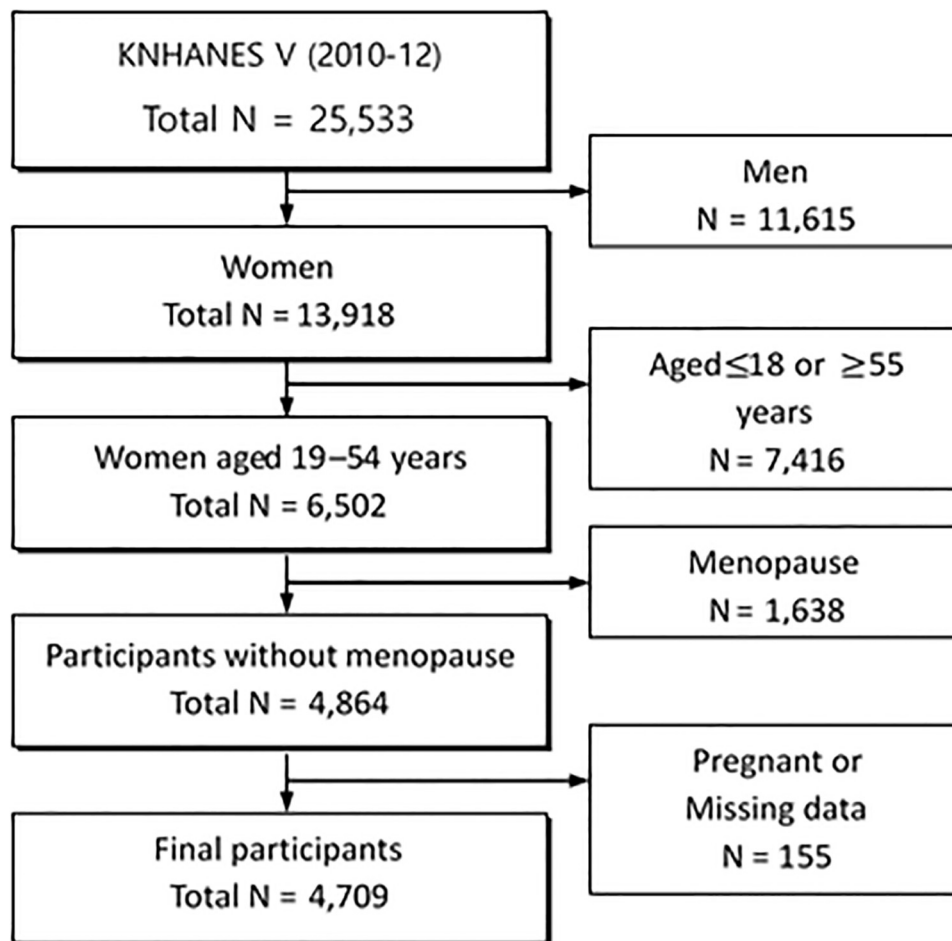 KNHANES V (2010-12)
Total N = 25,533
Men
N = 11,615
Women
Total N = 13,918
Aged≤18 or ≥55
years
N = 7,416
Women aged 19–54 years
Total N = 6,502
Menopause
N = 1,638
Participants without menopause
Total N = 4,864
Pregnant or
Missing data
N = 155
Final participants
Total N = 4,709